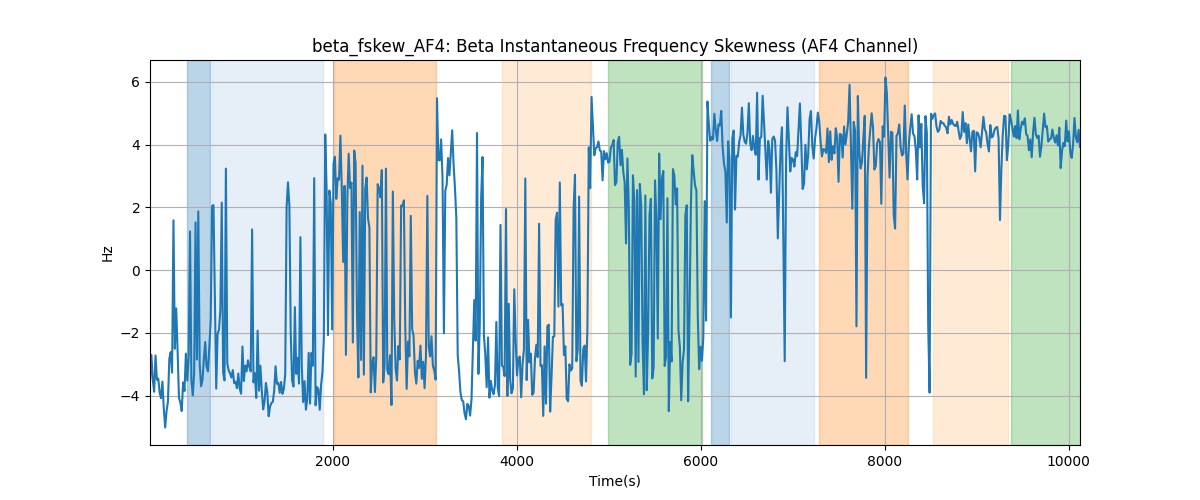 beta_fskew_AF4: Beta Instantaneous Frequency Skewness (AF4 Channel)
Hz
6
4
2
0
−2
−4
2000 4000 6000 8000 10000
Time(s)